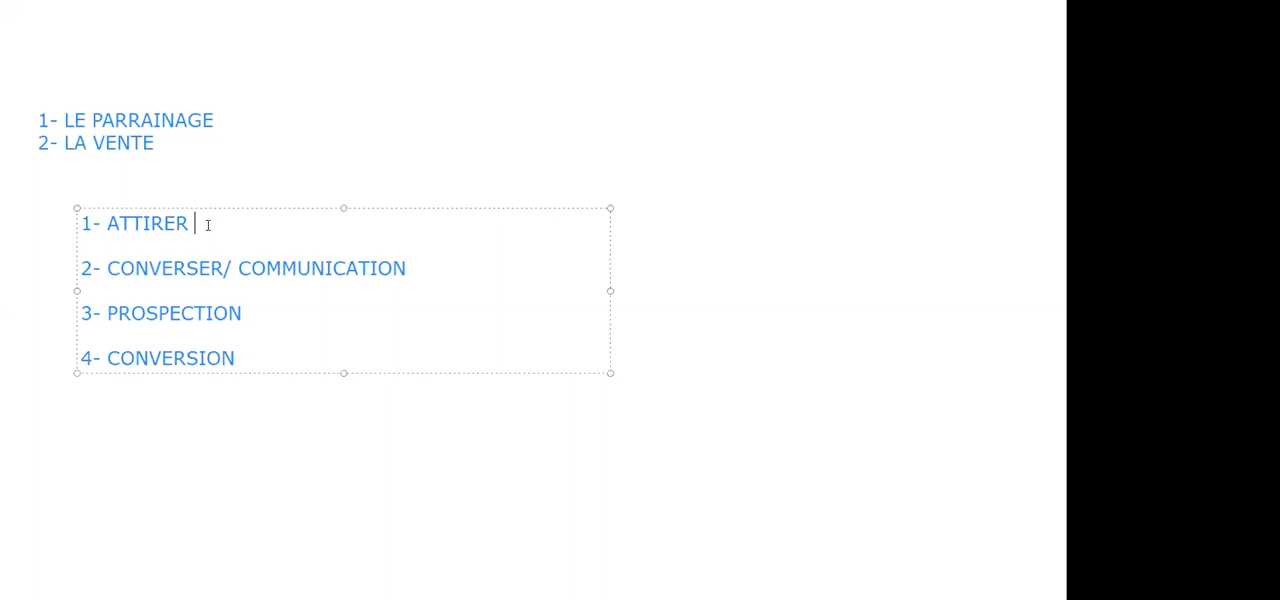 1- LE PARRAINAGE
2- LA VENTE
1- ATTIRER
2- CONVERSER/ COMMUNICATION
3- PROSPECTION
4- CONVERSION